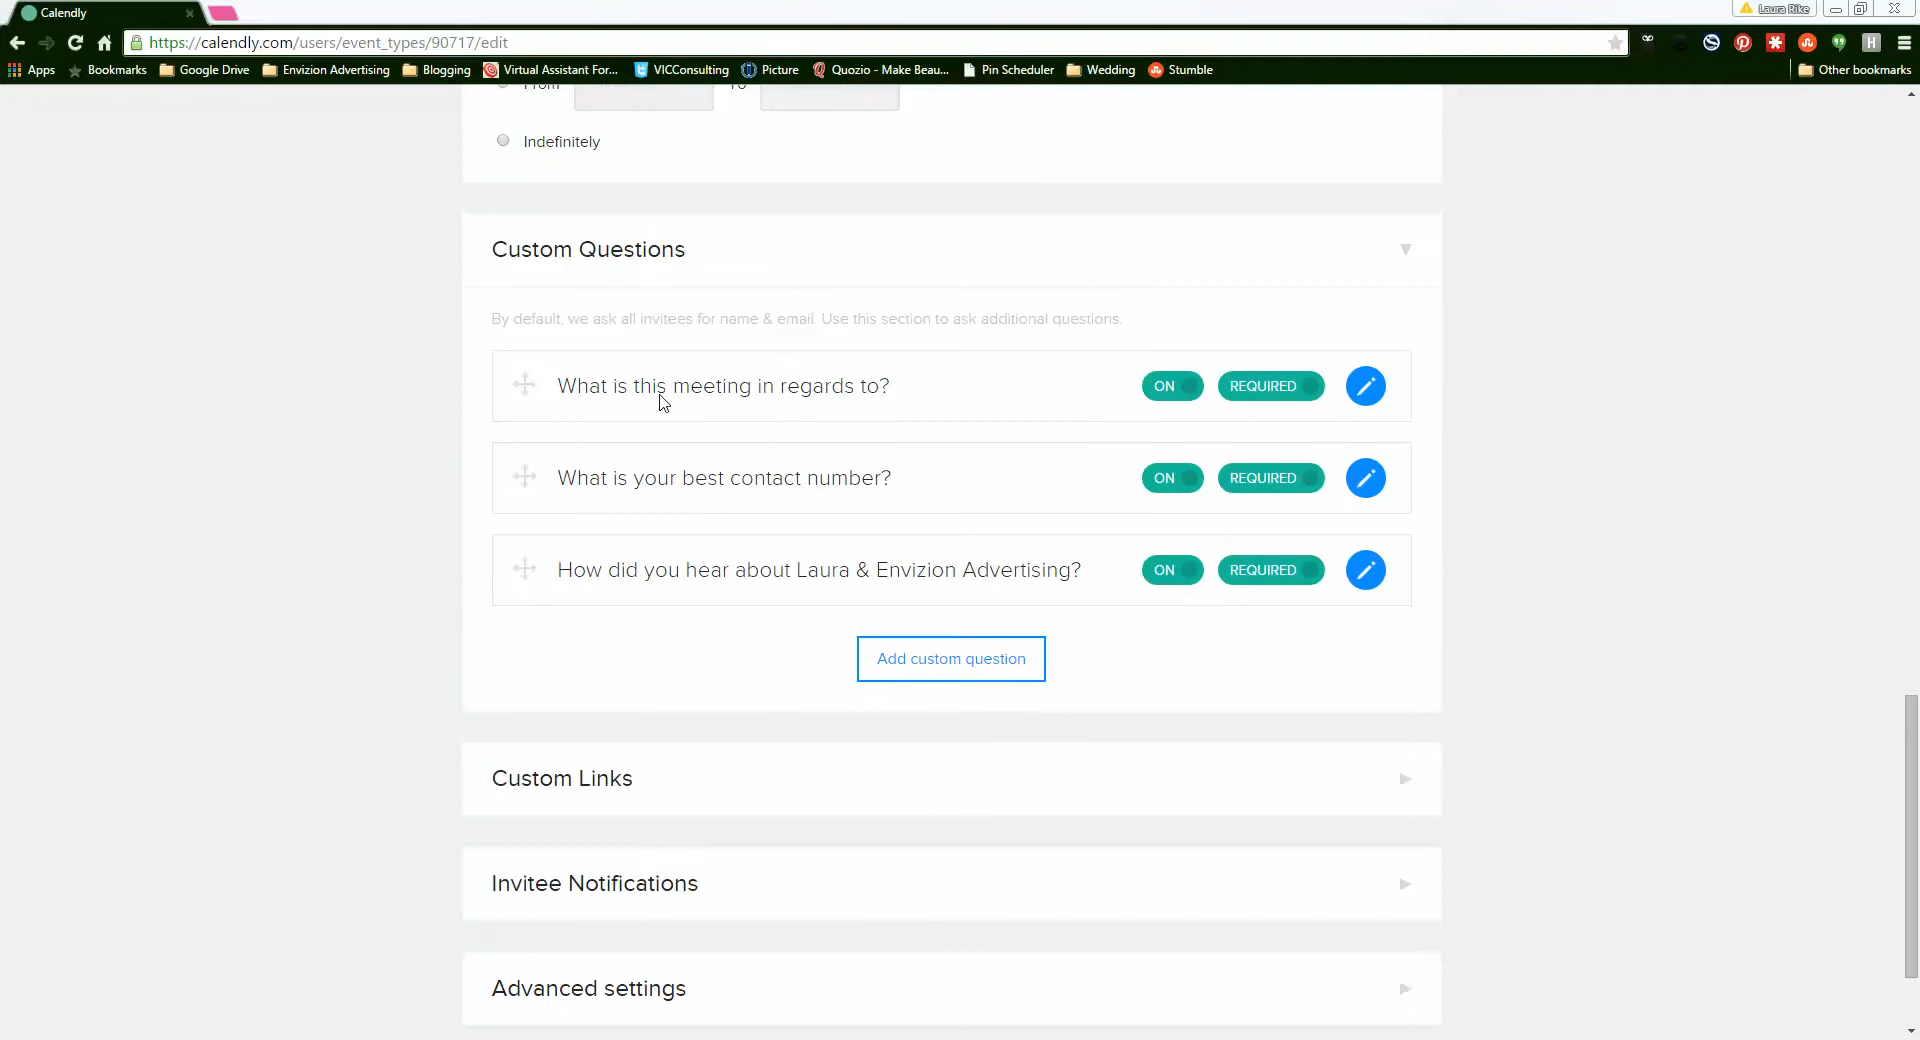 Calendly
Laura Rike
https://calendly.com/users/event_types/90717/edit
Apps Bookmarks Google Drive Envizion Advertising Blogging Virtual Assistant For... VICConsulting Picture Quozio - Make Beau... Pin Scheduler Wedding Stumble Other bookmarks
From To
Indefinitely
Custom Questions
By default, we ask all invitees for name & email. Use this section to ask additional questions.
What is this meeting in regards to? ON REQUIRED
What is your best contact number? ON REQUIRED
How did you hear about Laura & Envizion Advertising? ON REQUIRED
Add custom question
Custom Links
Invitee Notifications
Advanced settings